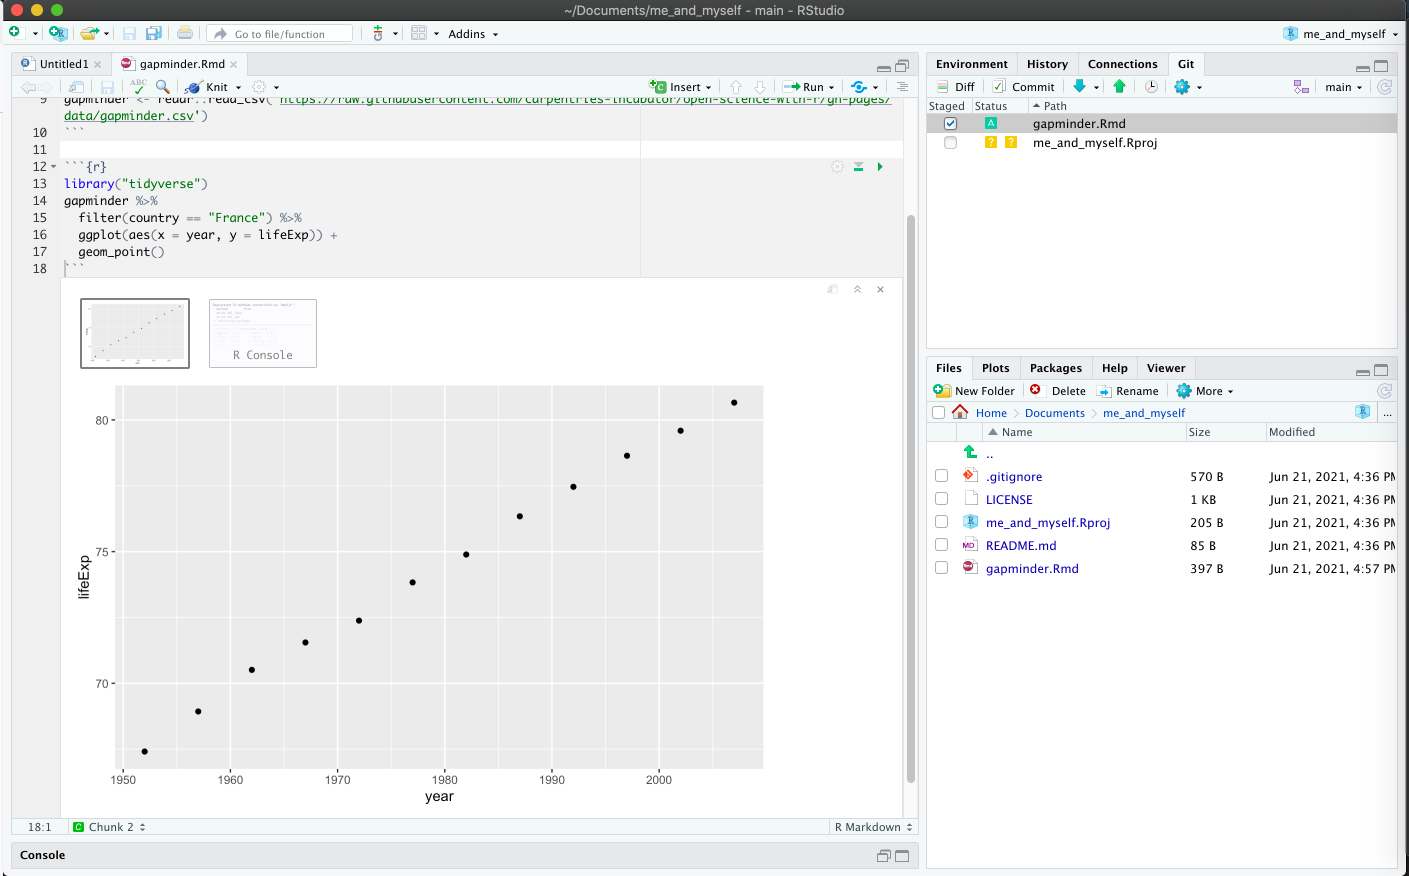 ~/Documents/me_and_myself - main - RStudio
Go to file/function
Addins
me_and_myself
Untitled1
gapminder.Rmd
ABC
Knit
Insert
Run
9 gapminder <- readr::read_csv('https://raw.githubusercontent.com/carpentries-incubator/open-science-with-r/gh-pages/
data/gapminder.csv')
10 ```
11
12 ```{r}
13 library("tidyverse")
14 gapminder %>%
15 filter(country == "France") %>%
16 ggplot(aes(x = year, y = lifeExp)) +
17 geom_point()
18 ```
R Console
80
75
70
lifeExp
1950 1960 1970 1980 1990 2000
year
18:1 Chunk 2 R Markdown
Console
Environment History Connections Git
Diff Commit main
Staged Status Path
A gapminder.Rmd
? ? me_and_myself.Rproj
Files Plots Packages Help Viewer
New Folder Delete Rename More
Home Documents me_and_myself ...
Name Size Modified
..
.gitignore 570 B Jun 21, 2021, 4:36 PM
LICENSE 1 KB Jun 21, 2021, 4:36 PM
me_and_myself.Rproj 205 B Jun 21, 2021, 4:36 PM
MD README.md 85 B Jun 21, 2021, 4:36 PM
gapminder.Rmd 397 B Jun 21, 2021, 4:57 PM